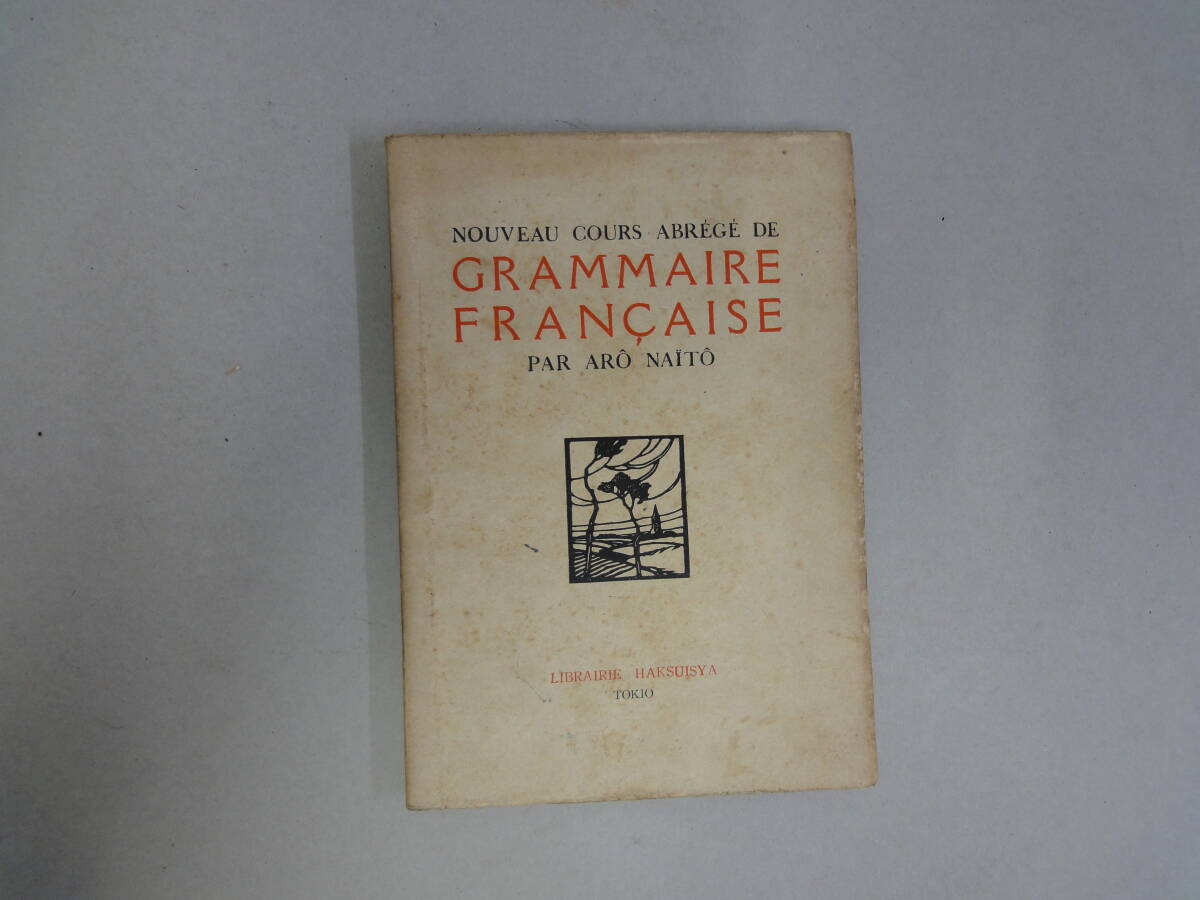 NOUVEAU COURS ABRÉGÉ DE
GRAMMAIRE
FRANÇAISE
PAR ARÔ NAÏTÔ
LIBRAIRIE HAKSUISYA
TOKIO